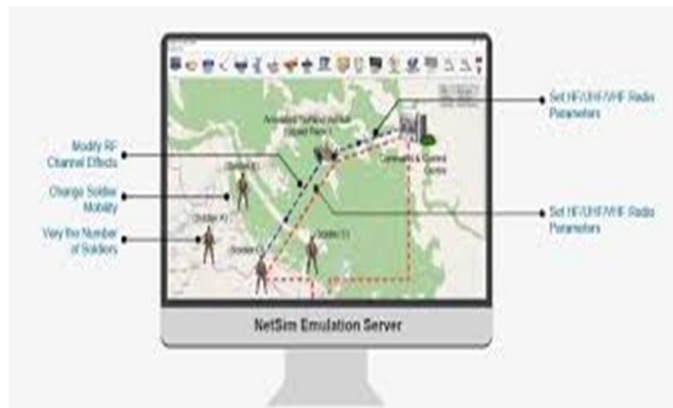 Set HF/UHF/VHF Radio
Parameters
Modify RF
Channel Effects
Command & Control
Centre
Change Soldier
Mobility
Set HF/UHF/VHF Radio
Parameters
Vary the Number
of Soldiers
NetSim Emulation Server